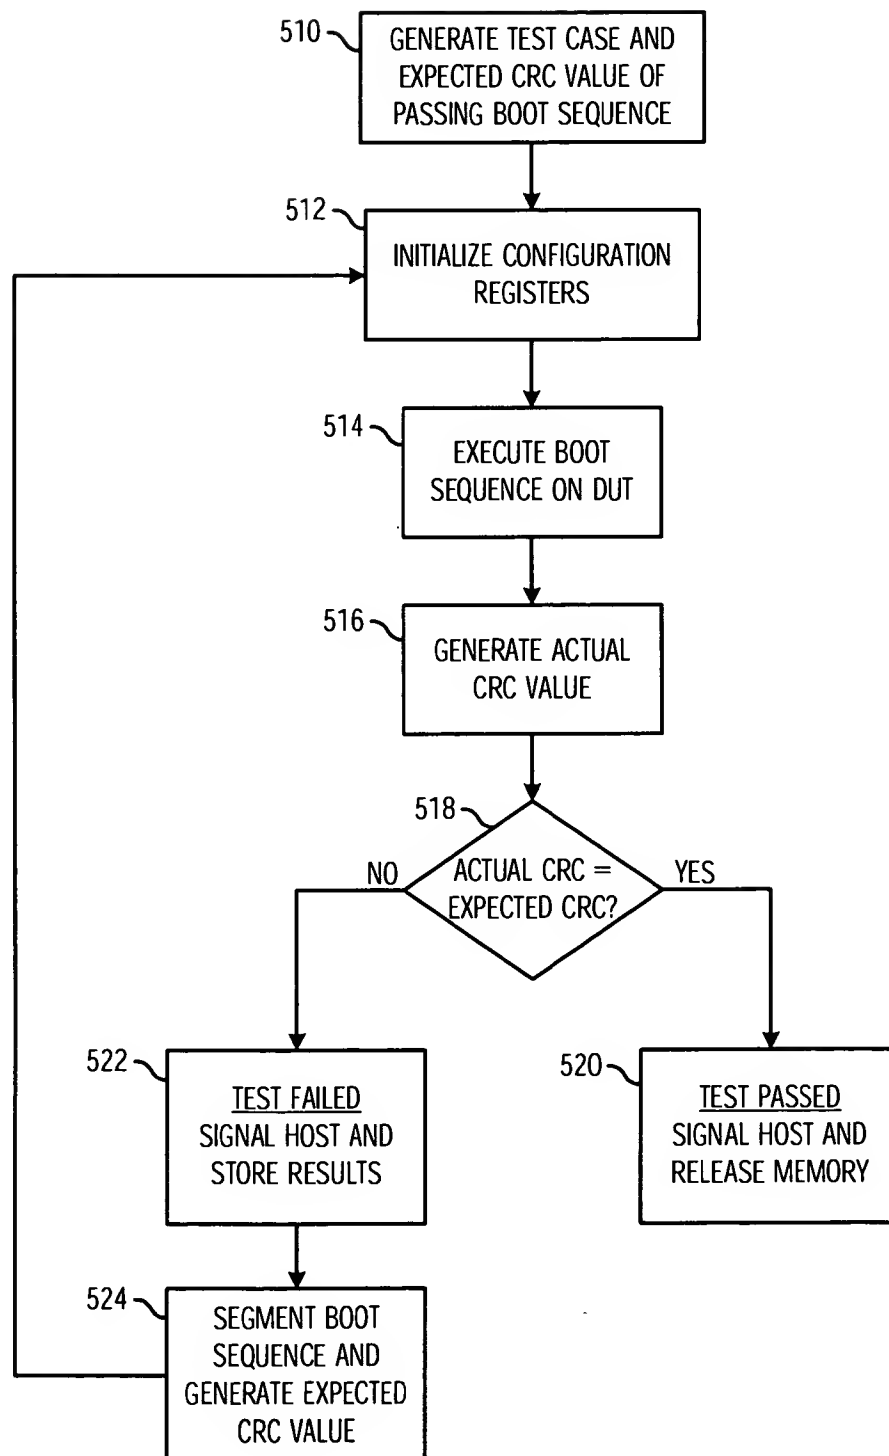 510
GENERATE TEST CASE AND
EXPECTED CRC VALUE OF
PASSING BOOT SEQUENCE
512
INITIALIZE CONFIGURATION
REGISTERS
514
EXECUTE BOOT
SEQUENCE ON DUT
516
GENERATE ACTUAL
CRC VALUE
518
NO
ACTUAL CRC =
EXPECTED CRC?
YES
522
TEST FAILED
SIGNAL HOST AND
STORE RESULTS
520
TEST PASSED
SIGNAL HOST AND
RELEASE MEMORY
524
SEGMENT BOOT
SEQUENCE AND
GENERATE EXPECTED
CRC VALUE